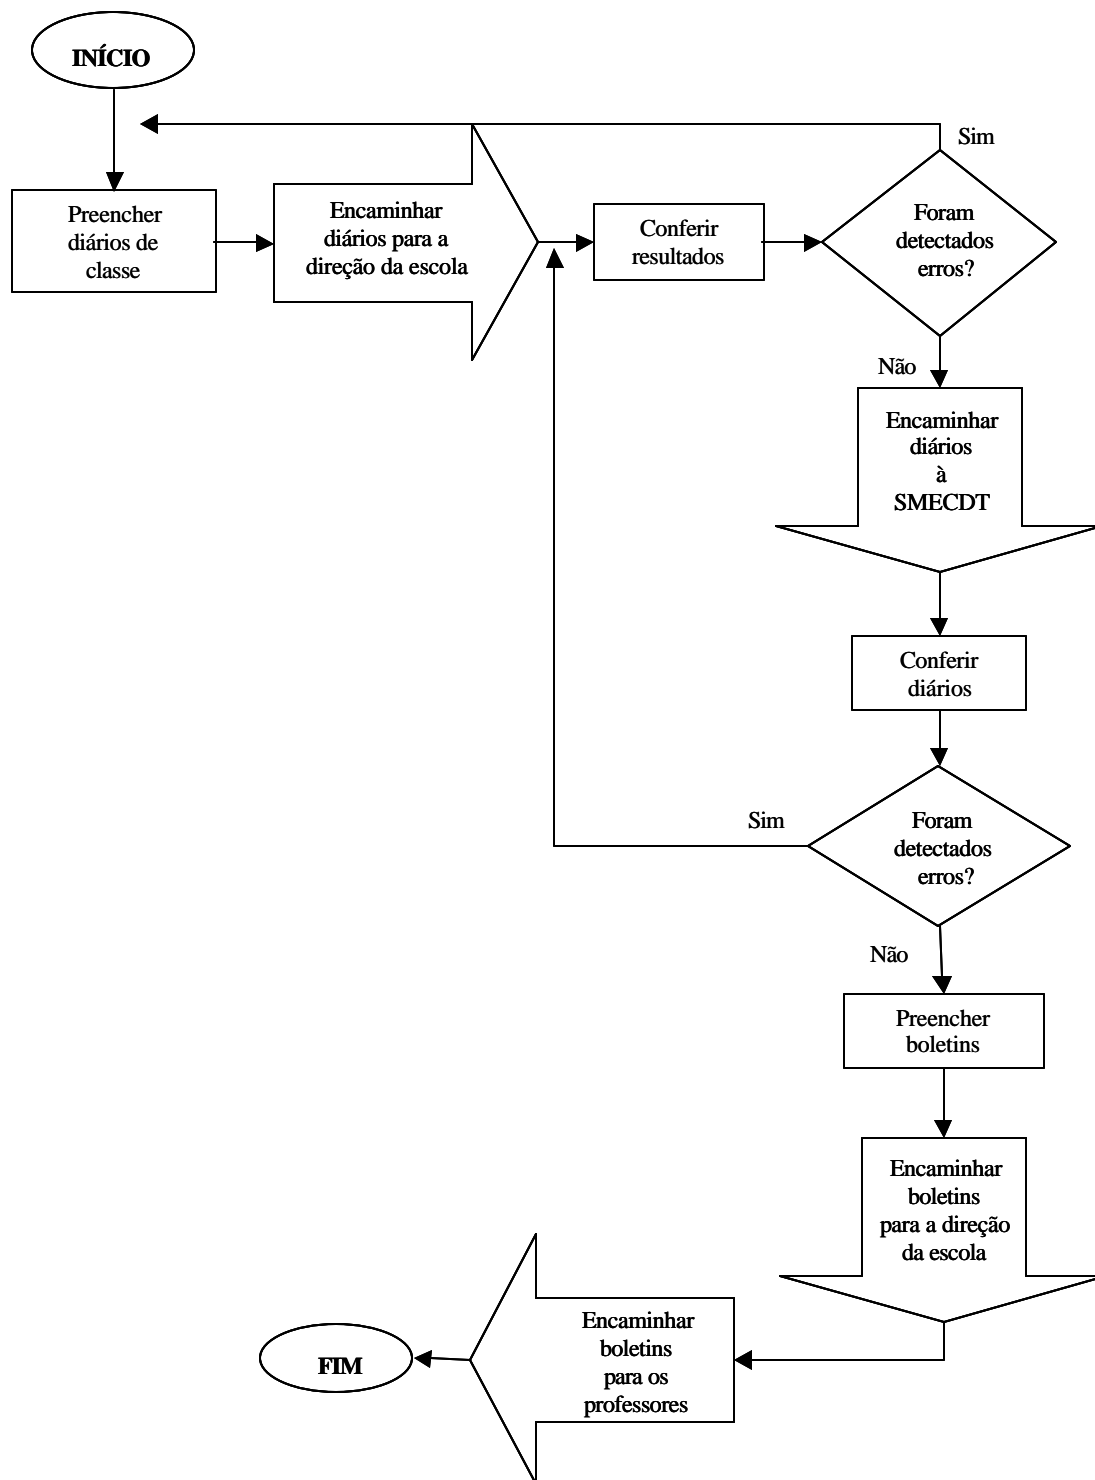 INÍCIO
Preencher
diários de
classe
Encaminhar
diários para a
direção da escola
Conferir
resultados
Foram
detectados
erros?
Sim
Não
Encaminhar
diários
à
SMECDT
Conferir
diários
Foram
detectados
erros?
Sim
Não
Preencher
boletins
Encaminhar
boletins
para a direção
da escola
Encaminhar
boletins
para os
professores
FIM